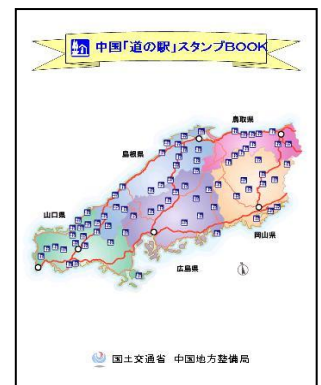 中国「道の駅」スタンプBOOK
鳥取県
島根県
山口県
岡山県
広島県
国土交通省 中国地方整備局